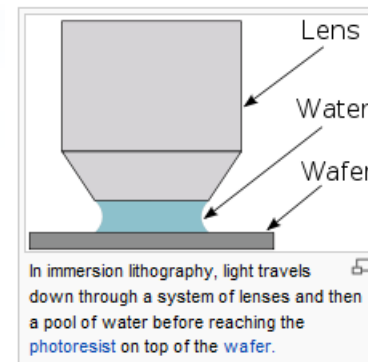 Lens
Water
Wafer
In immersion lithography, light travels
down through a system of lenses and then
a pool of water before reaching the
photoresist on top of the wafer.